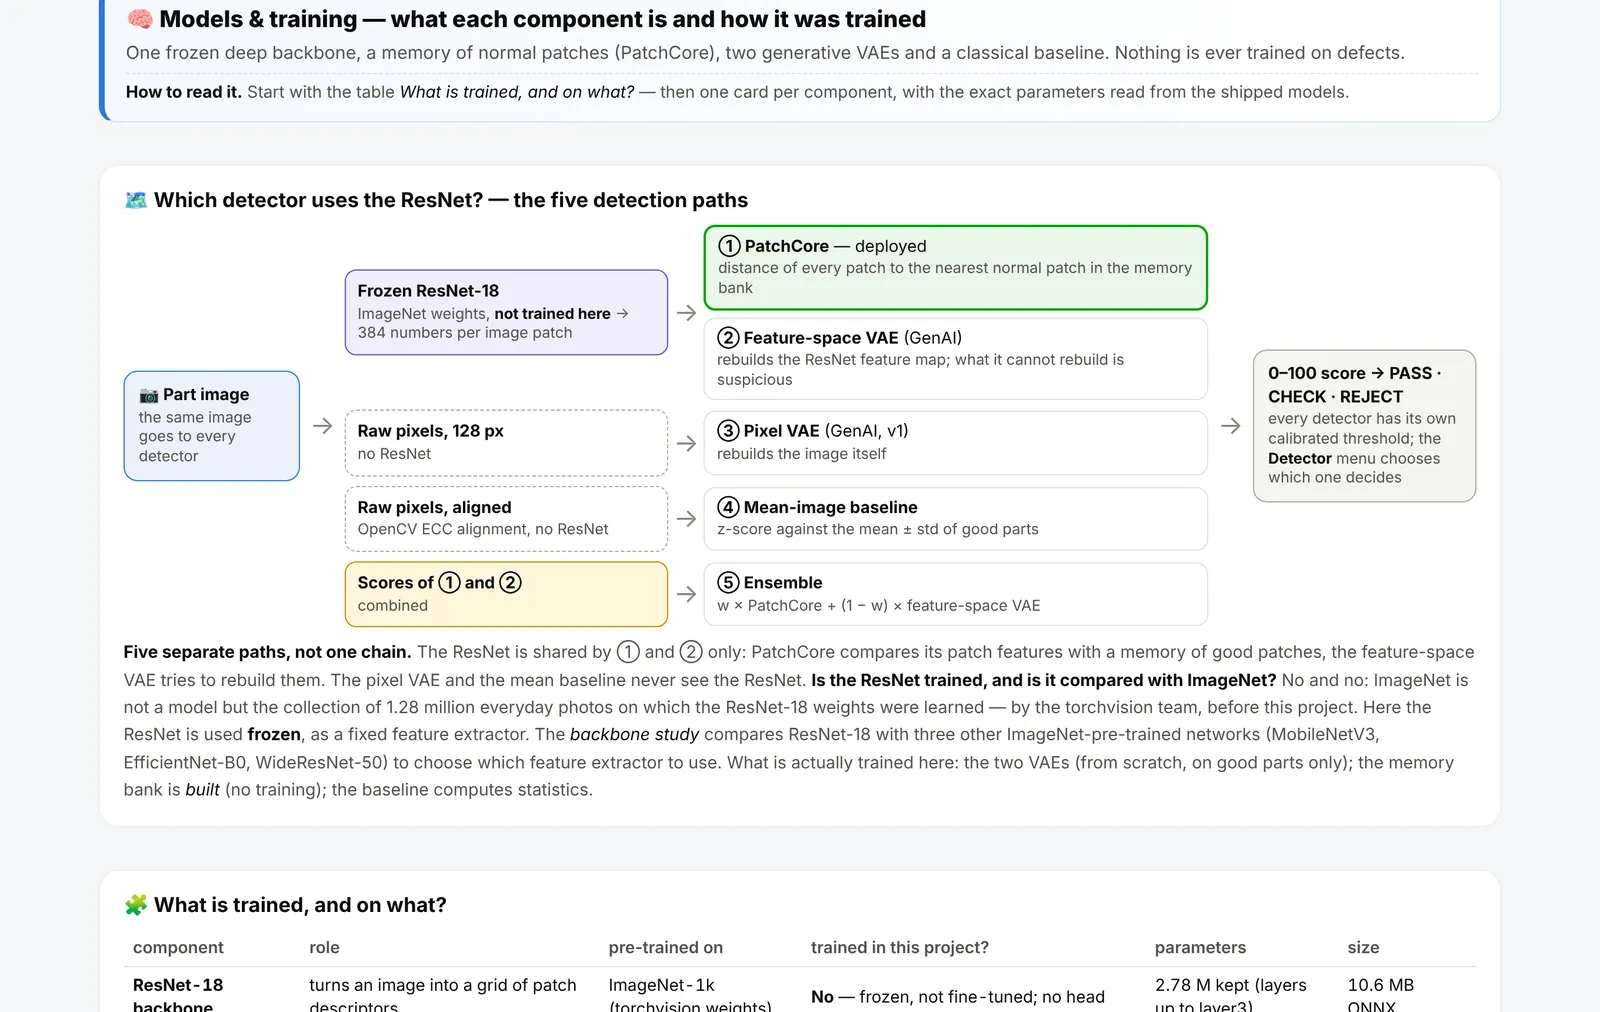 🧠 Models & training — what each component is and how it was trained
One frozen deep backbone, a memory of normal patches (PatchCore), two generative VAEs and a classical baseline. Nothing is ever trained on defects.
How to read it. Start with the table What is trained, and on what? — then one card per component, with the exact parameters read from the shipped models.
🗺️ Which detector uses the ResNet? — the five detection paths
📷 Part image
the same image
goes to every
detector
→
Frozen ResNet-18
ImageNet weights, not trained here →
384 numbers per image patch
→
① PatchCore — deployed
distance of every patch to the nearest normal patch in the memory
bank
② Feature-space VAE (GenAI)
rebuilds the ResNet feature map; what it cannot rebuild is
suspicious
Raw pixels, 128 px
no ResNet
→
③ Pixel VAE (GenAI, v1)
rebuilds the image itself
Raw pixels, aligned
OpenCV ECC alignment, no ResNet
→
④ Mean-image baseline
z-score against the mean ± std of good parts
Scores of ① and ②
combined
→
⑤ Ensemble
w × PatchCore + (1 − w) × feature-space VAE
→
0–100 score → PASS ·
CHECK · REJECT
every detector has its own
calibrated threshold; the
Detector menu chooses
which one decides
Five separate paths, not one chain. The ResNet is shared by ① and ② only: PatchCore compares its patch features with a memory of good patches, the feature-space
VAE tries to rebuild them. The pixel VAE and the mean baseline never see the ResNet. Is the ResNet trained, and is it compared with ImageNet? No and no: ImageNet is
not a model but the collection of 1.28 million everyday photos on which the ResNet-18 weights were learned — by the torchvision team, before this project. Here the
ResNet is used frozen, as a fixed feature extractor. The backbone study compares ResNet-18 with three other ImageNet-pre-trained networks (MobileNetV3,
EfficientNet-B0, WideResNet-50) to choose which feature extractor to use. What is actually trained here: the two VAEs (from scratch, on good parts only); the memory
bank is built (no training); the baseline computes statistics.
🧩 What is trained, and on what?
component role pre-trained on trained in this project? parameters size
ResNet-18 turns an image into a grid of patch ImageNet-1k No — frozen, not fine-tuned; no head 2.78 M kept (layers 10.6 MB
backbone descriptors (torchvision weights) up to layer3) ONNX